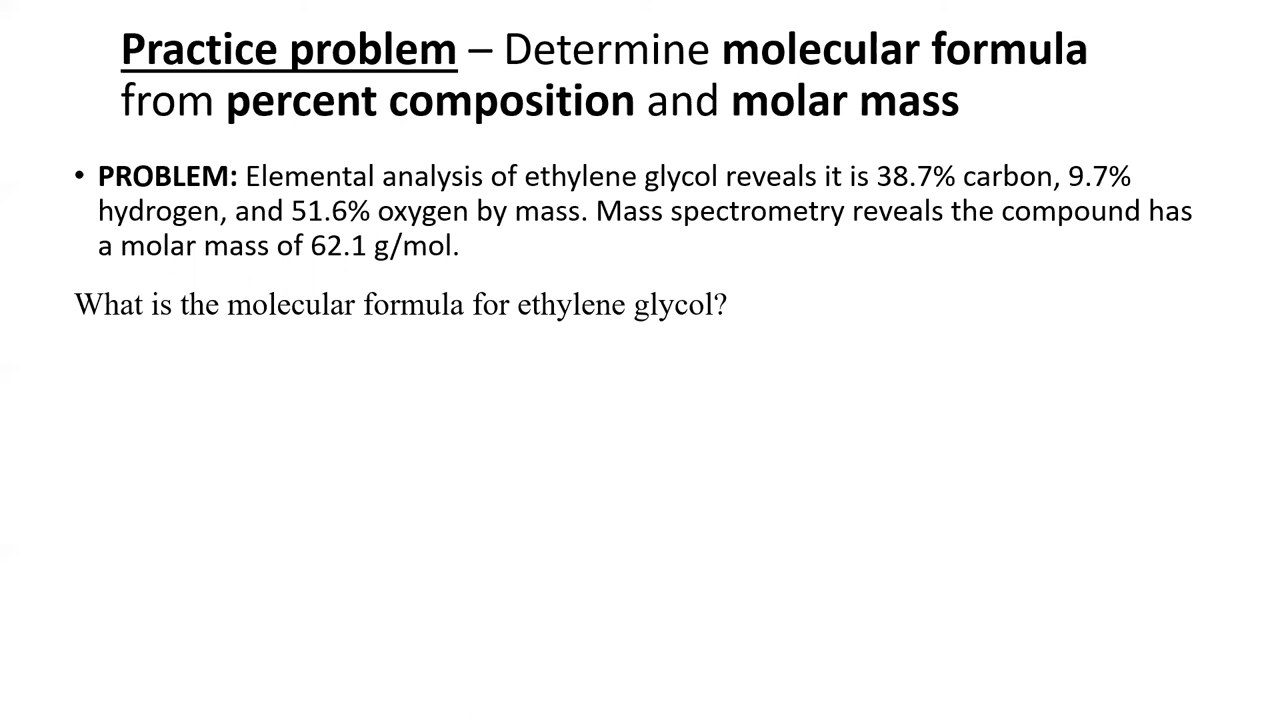 Practice problem – Determine molecular formula
from percent composition and molar mass
• PROBLEM: Elemental analysis of ethylene glycol reveals it is 38.7% carbon, 9.7%
hydrogen, and 51.6% oxygen by mass. Mass spectrometry reveals the compound has
a molar mass of 62.1 g/mol.
What is the molecular formula for ethylene glycol?